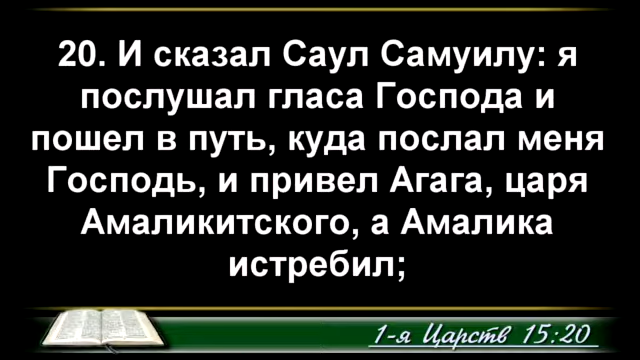 20. И сказал Саул Самуилу: я
послушал гласа Господа и
пошел в путь, куда послал меня
Господь, и привел Агага, царя
Амаликитского, а Амалика
истребил;
1-я Царств 15:20